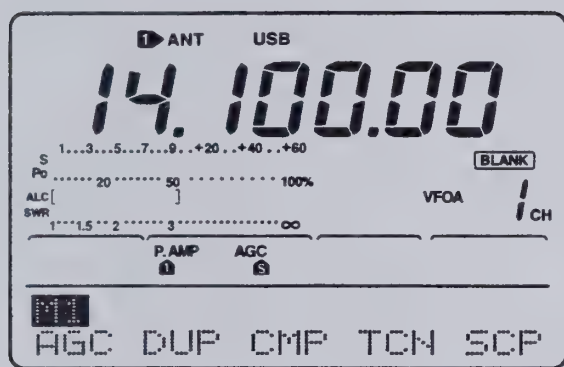 1 ANT USB
14.100.00
1...3...5...7...9..+20..+40..+60
S
Po ...... 20 ......... 50 ......... 100%
BLANK
ALC [ ]
VFOA 1 CH
SWR
1 ····1.5··2 ········· 3 ············· ∞
P.AMP AGC
1 S
M1
AGC DUP CMP TCN SCP